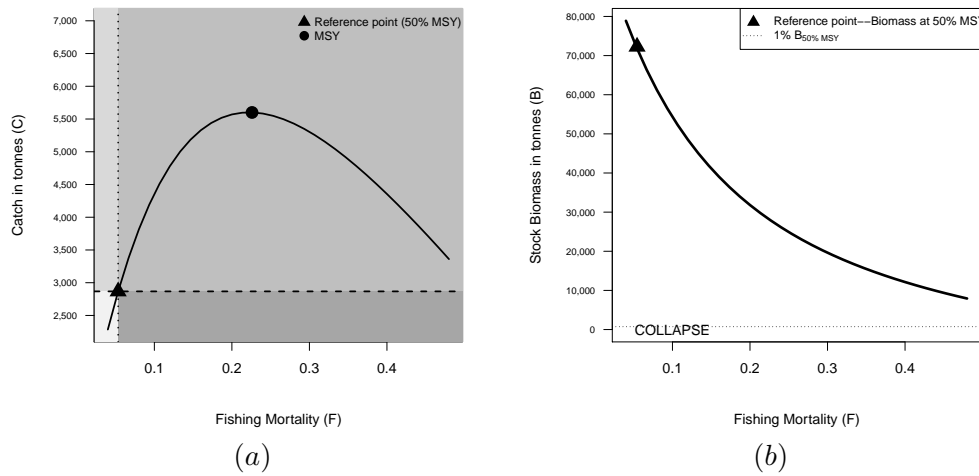 Reference point (50% MSY)
MSY
7,000
6,500
6,000
5,500
5,000
4,500
4,000
3,500
3,000
2,500
Catch in tonnes (C)
0.1 0.2 0.3 0.4
Fishing Mortality (F)
(a)
Reference point−−Biomass at 50% MSY
1% B50% MSY
80,000
70,000
60,000
50,000
40,000
30,000
20,000
10,000
0
Stock Biomass in tonnes (B)
COLLAPSE
0.1 0.2 0.3 0.4
Fishing Mortality (F)
(b)